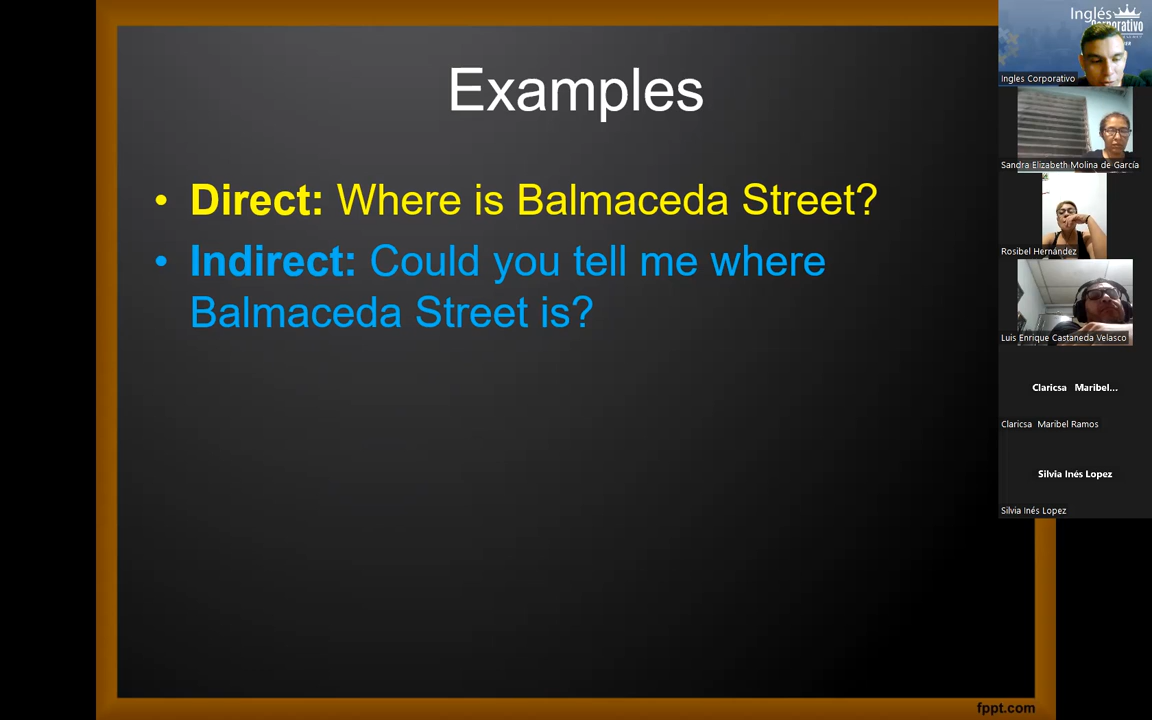 Examples
• Direct: Where is Balmaceda Street?
• Indirect: Could you tell me where
Balmaceda Street is?
fppt.com
Inglés
Corporativo
Ingles Corporativo
Sandra Elizabeth Molina de García
Rosibel Hernández
Luis Enrique Castaneda Velasco
Claricsa Maribel...
Claricsa Maribel Ramos
Silvia Inés Lopez
Silvia Inés Lopez